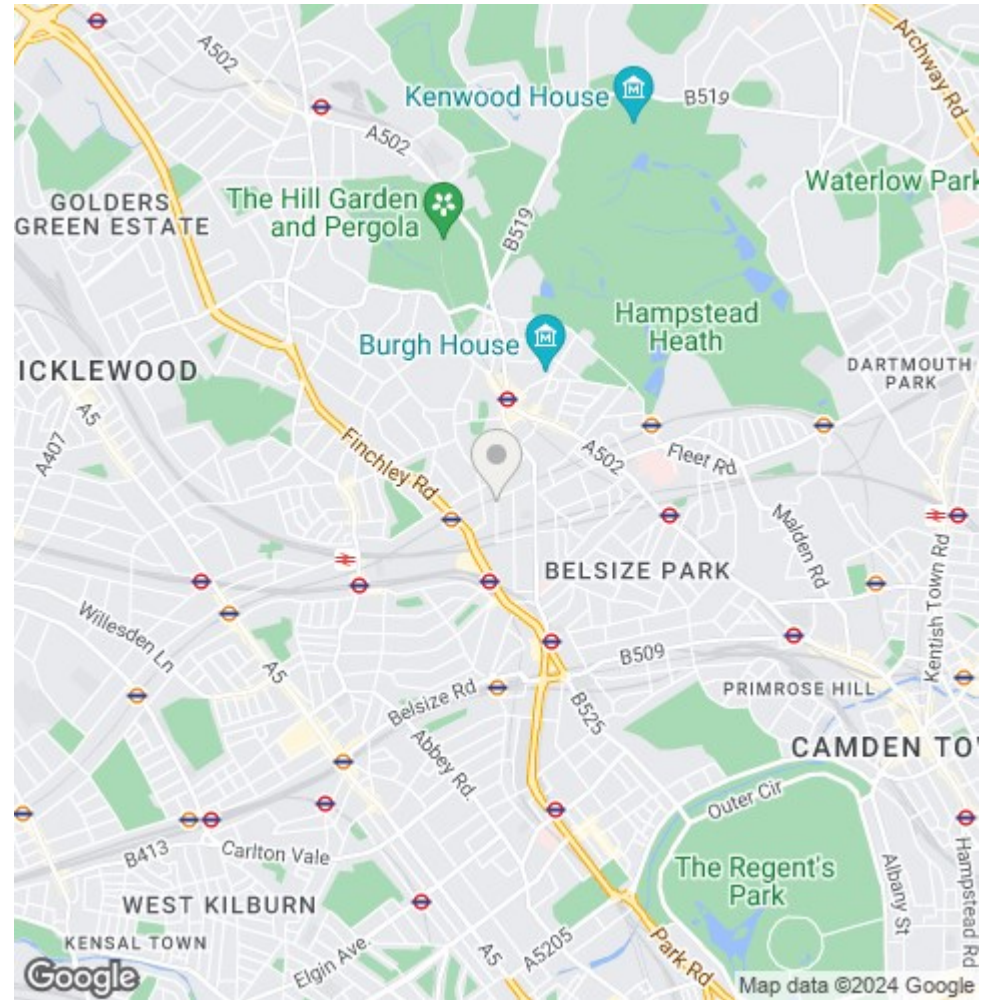 A502
Archway Rd
Kenwood House
B519
A502
Waterlow Park
GOLDERS
GREEN ESTATE
The Hill Garden
and Pergola
B519
Hampstead
Heath
Burgh House
ICKLEWOOD
DARTMOUTH
PARK
A5
A407
Finchley Rd
A502
Fleet Rd
Malden Rd
BELSIZE PARK
Kentish Town Rd
Willesden Ln
A5
B509
Belsize Rd
PRIMROSE HILL
B525
Abbey Rd.
CAMDEN TO
Outer Cir
B413
Carlton Vale
The Regent's
Park
Albany St
Hampstead Rd
WEST KILBURN
KENSAL TOWN
Elgin Ave.
A5
A5205
Park Rd
Google
Map data ©2024 Google